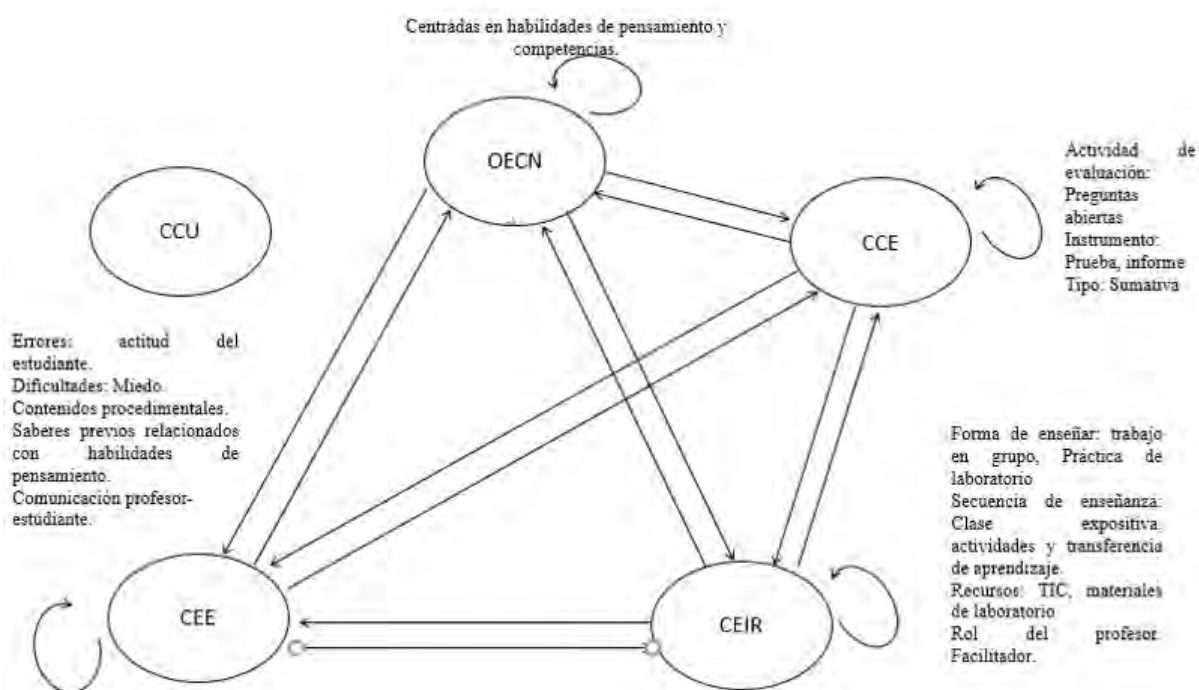 Centradas en habilidades de pensamiento y
competencias.
OECN
CCU
CCE
Actividad de
evaluación:
Preguntas
abiertas
Instrumento:
Prueba, informe
Tipo: Sumativa
Errores: actitud del
estudiante.
Dificultades: Miedo.
Contenidos procedimentales.
Saberes previos relacionados
con habilidades de
pensamiento.
Comunicación profesor-
estudiante.
Forma de enseñar: trabajo
en grupo, Práctica de
laboratorio
Secuencia de enseñanza:
Clase expositiva,
actividades y transferencia
de aprendizaje.
Recursos: TIC, materiales
de laboratorio
Rol del profesor:
Facilitador.
CEE
CEIR